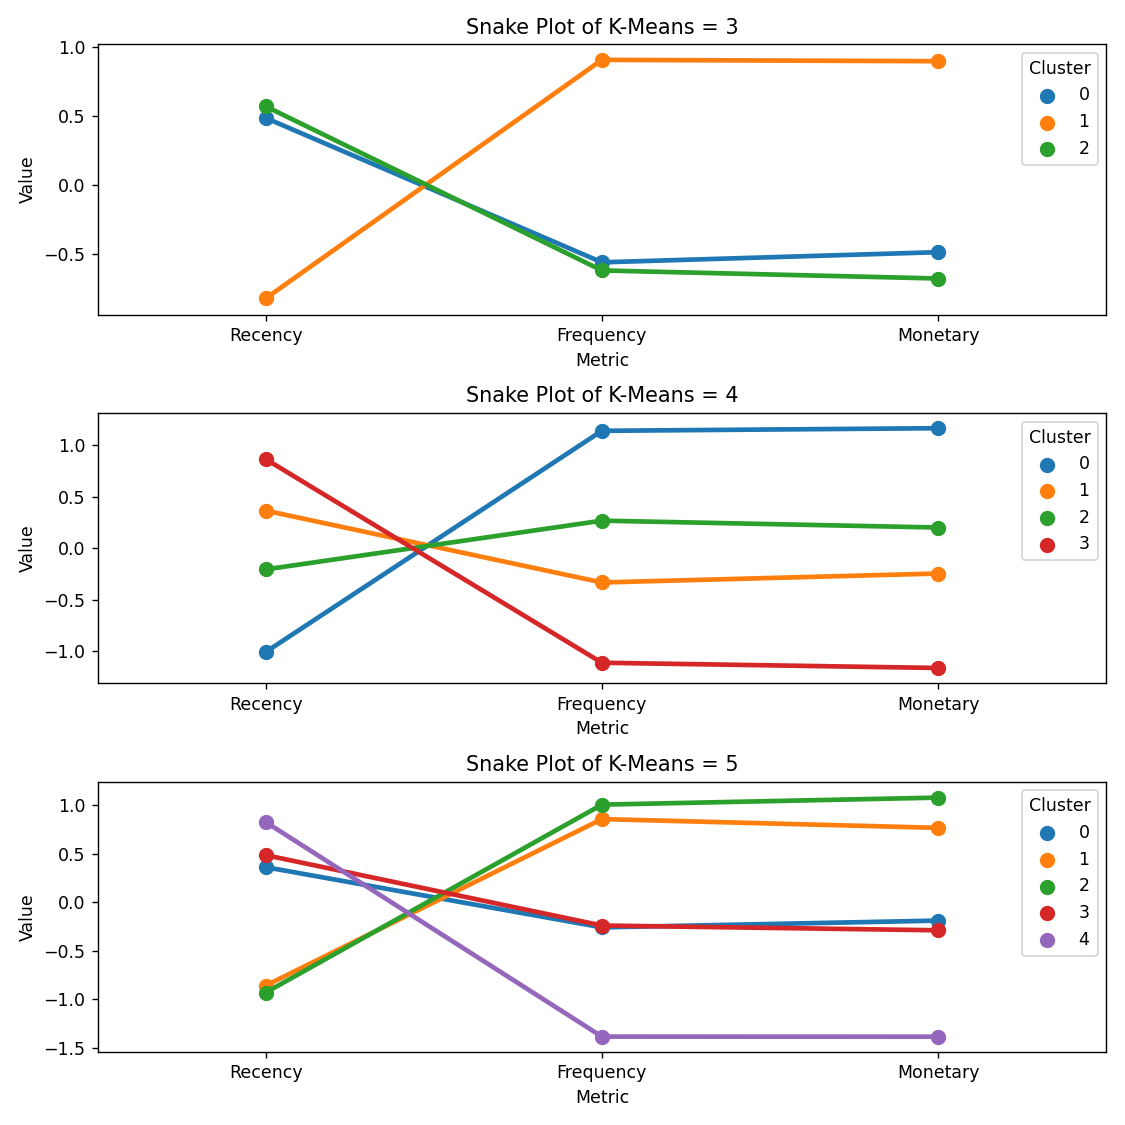 Snake Plot of K-Means = 3
1.0
0.5
0.0
−0.5
Value
Recency
Frequency
Monetary
Metric
Cluster
0
1
2
Snake Plot of K-Means = 4
1.0
0.5
0.0
−0.5
−1.0
Value
Recency
Frequency
Monetary
Metric
Cluster
0
1
2
3
Snake Plot of K-Means = 5
1.0
0.5
0.0
−0.5
−1.0
−1.5
Value
Recency
Frequency
Monetary
Metric
Cluster
0
1
2
3
4